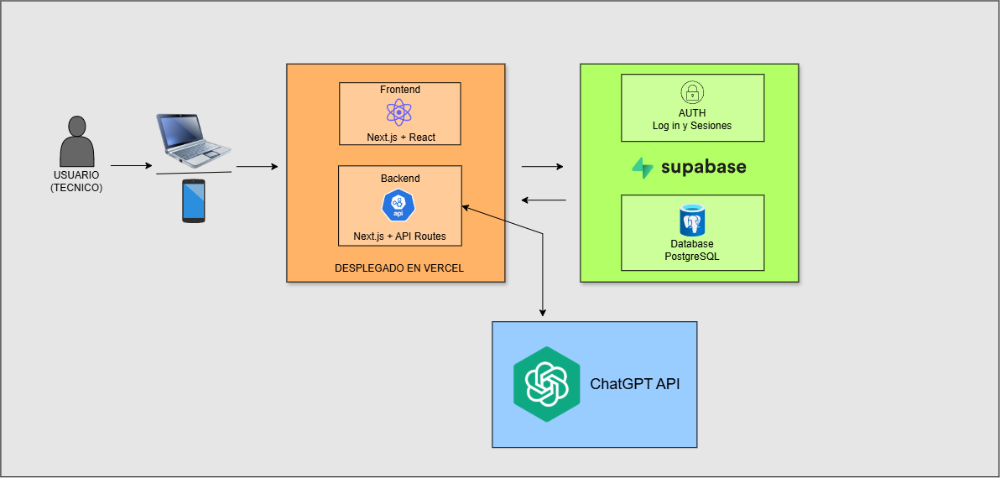 USUARIO
(TECNICO)
Frontend
Next.js + React
Backend
api
Next.js + API Routes
DESPLEGADO EN VERCEL
AUTH
Log in y Sesiones
supabase
Database
PostgreSQL
ChatGPT API